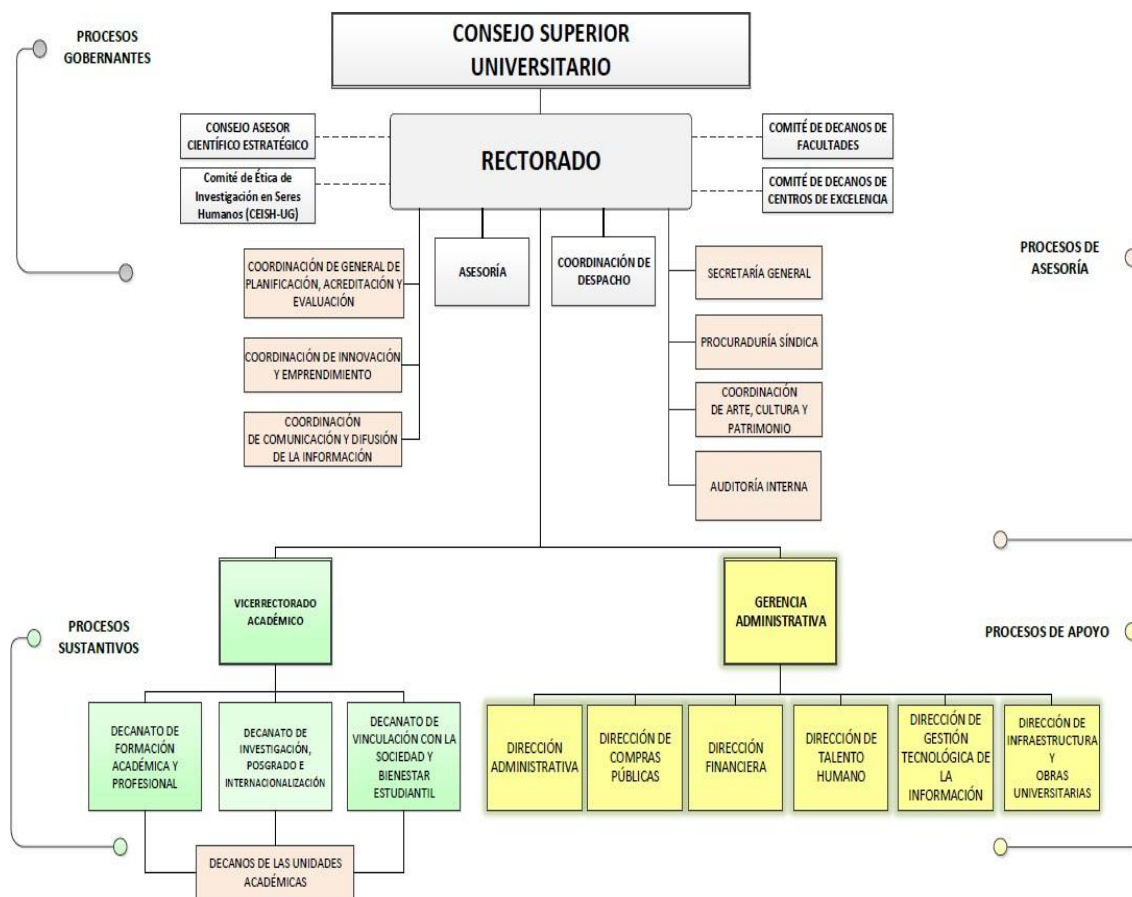 PROCESOS
GOBERNANTES
CONSEJO SUPERIOR
UNIVERSITARIO
CONSEJO ASESOR
CIENTÍFICO ESTRATÉGICO
RECTORADO
COMITÉ DE DECANOS DE
FACULTADES
Comité de Ética de
Investigación en Seres
Humanos (CEISH-UG)
COMITÉ DE DECANOS DE
CENTROS DE EXCELENCIA
COORDINACIÓN DE GENERAL DE
PLANIFICACIÓN, ACREDITACIÓN Y
EVALUACIÓN
ASESORÍA
COORDINACIÓN DE
DESPACHO
SECRETARÍA GENERAL
PROCESOS DE
ASESORÍA
COORDINACIÓN DE INNOVACIÓN
Y EMPRENDIMIENTO
PROCURADURÍA SÍNDICA
COORDINACIÓN
DE COMUNICACIÓN Y DIFUSIÓN
DE LA INFORMACIÓN
COORDINACIÓN
DE ARTE, CULTURA Y
PATRIMONIO
AUDITORÍA INTERNA
PROCESOS
SUSTANTIVOS
VICERRECTORADO
ACADÉMICO
GERENCIA
ADMINISTRATIVA
PROCESOS DE APOYO
DECANATO DE
FORMACIÓN
ACADÉMICA Y
PROFESIONAL
DECANATO DE
INVESTIGACIÓN,
POSGRADO E
INTERNACIONALIZACIÓN
DECANATO DE
VINCULACIÓN CON LA
SOCIEDAD Y
BIENESTAR
ESTUDIANTIL
DIRECCIÓN
ADMINISTRATIVA
DIRECCIÓN DE
COMPRAS
PÚBLICAS
DIRECCIÓN
FINANCIERA
DIRECCIÓN DE
TALENTO
HUMANO
DIRECCIÓN DE
GESTIÓN
TECNOLÓGICA DE
LA
INFORMACIÓN
DIRECCIÓN DE
INFRAESTRUCTURA
Y
OBRAS
UNIVERSITARIAS
DECANOS DE LAS UNIDADES
ACADÉMICAS